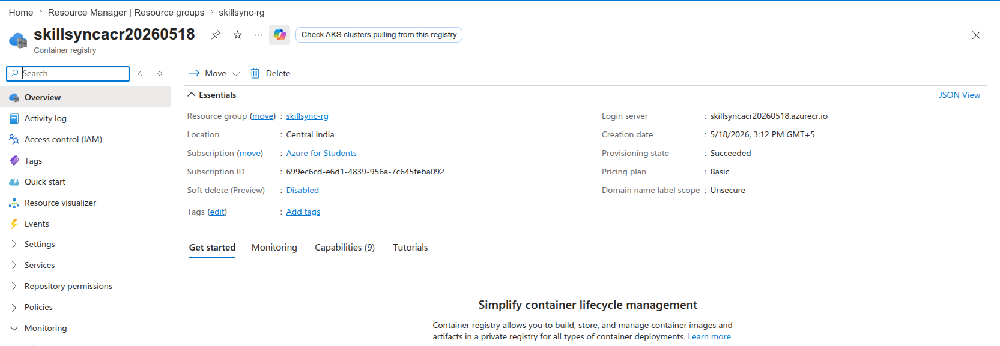 Home > Resource Manager | Resource groups > skillsync-rg
skillsyncacr20260518
Check AKS clusters pulling from this registry
Container registry
Search
Move
Delete
Overview
Activity log
Access control (IAM)
Tags
Quick start
Resource visualizer
Events
Settings
Services
Repository permissions
Policies
Monitoring
Essentials
JSON View
Resource group (move) : skillsync-rg
Location : Central India
Subscription (move) : Azure for Students
Subscription ID : 699ec6cd-e6d1-4839-956a-7c645feba092
Soft delete (Preview) : Disabled
Tags (edit) : Add tags
Login server : skillsyncacr20260518.azurecr.io
Creation date : 5/18/2026, 3:12 PM GMT+5
Provisioning state : Succeeded
Pricing plan : Basic
Domain name label scope : Unsecure
Get started
Monitoring
Capabilities (9)
Tutorials
Simplify container lifecycle management
Container registry allows you to build, store, and manage container images and
artifacts in a private registry for all types of container deployments. Learn more